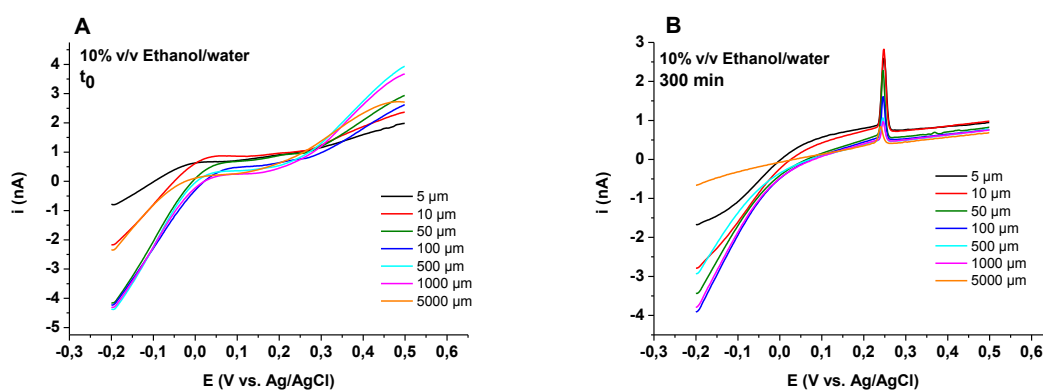 A
10% v/v Ethanol/water
t0
i (nA)
4
3
2
1
0
-1
-2
-3
-4
-5
5 µm
10 µm
50 µm
100 µm
500 µm
1000 µm
5000 µm
-0,3 -0,2 -0,1 0,0 0,1 0,2 0,3 0,4 0,5 0,6
E (V vs. Ag/AgCl)
B
10% v/v Ethanol/water
300 min
i (nA)
3
2
1
0
-1
-2
-3
-4
5 µm
10 µm
50 µm
100 µm
500 µm
1000 µm
5000 µm
-0,3 -0,2 -0,1 0,0 0,1 0,2 0,3 0,4 0,5 0,6
E (V vs. Ag/AgCl)